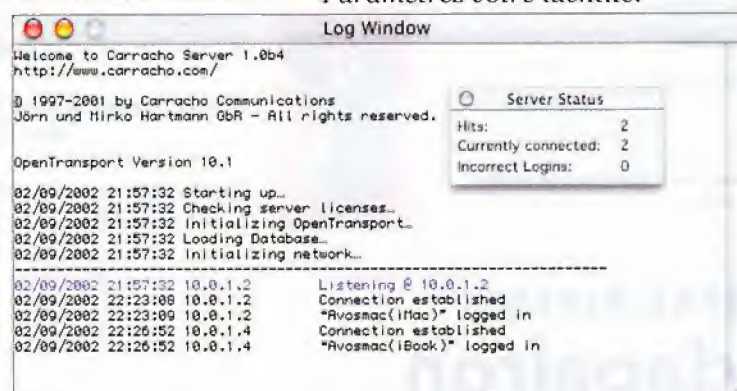 Log Window
Welcome to Carracho Server 1.0b4
http://www.carracho.com/
© 1997-2001 by Carracho Communications
Jörn und Mirko Hartmann GbR - All rights reserved.
Server Status
Hits: 2
Currently connected: 2
Incorrect Logins: 0
OpenTransport Version 10.1
02/09/2002 21:57:32 Starting up…
02/09/2002 21:57:32 Checking server licenses…
02/09/2002 21:57:32 Initializing OpenTransport…
02/09/2002 21:57:32 Loading Database…
02/09/2002 21:57:32 Initializing network…
02/09/2002 21:57:32 10.0.1.2 Listening @ 10.0.1.2
02/09/2002 22:23:08 10.0.1.2 Connection established
02/09/2002 22:23:09 10.0.1.2 "Avosmac(iMac)" logged in
02/09/2002 22:26:52 10.0.1.4 Connection established
02/09/2002 22:26:52 10.0.1.4 "Avosmac(iBook)" logged in